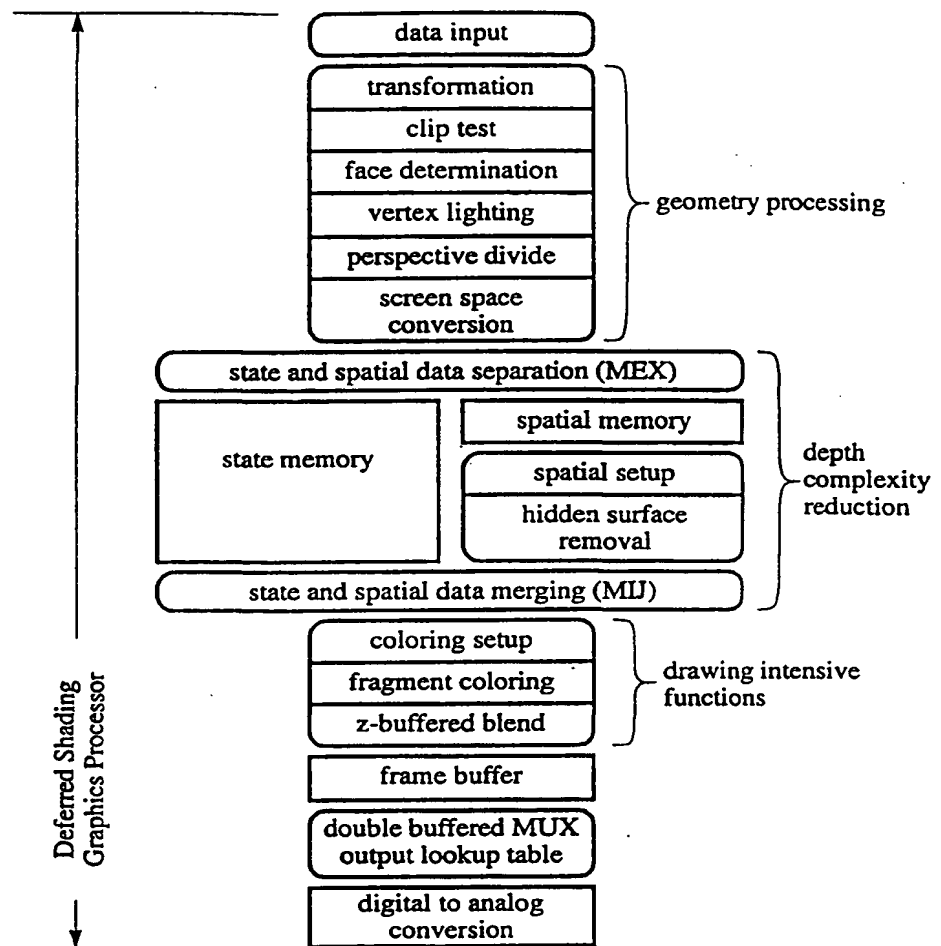 data input
transformation
clip test
face determination
vertex lighting
perspective divide
screen space
conversion
geometry processing
state and spatial data separation (MEX)
state memory
spatial memory
spatial setup
hidden surface
removal
depth
complexity
reduction
state and spatial data merging (MIJ)
coloring setup
fragment coloring
z-buffered blend
drawing intensive
functions
frame buffer
double buffered MUX
output lookup table
digital to analog
conversion
Deferred Shading
Graphics Processor